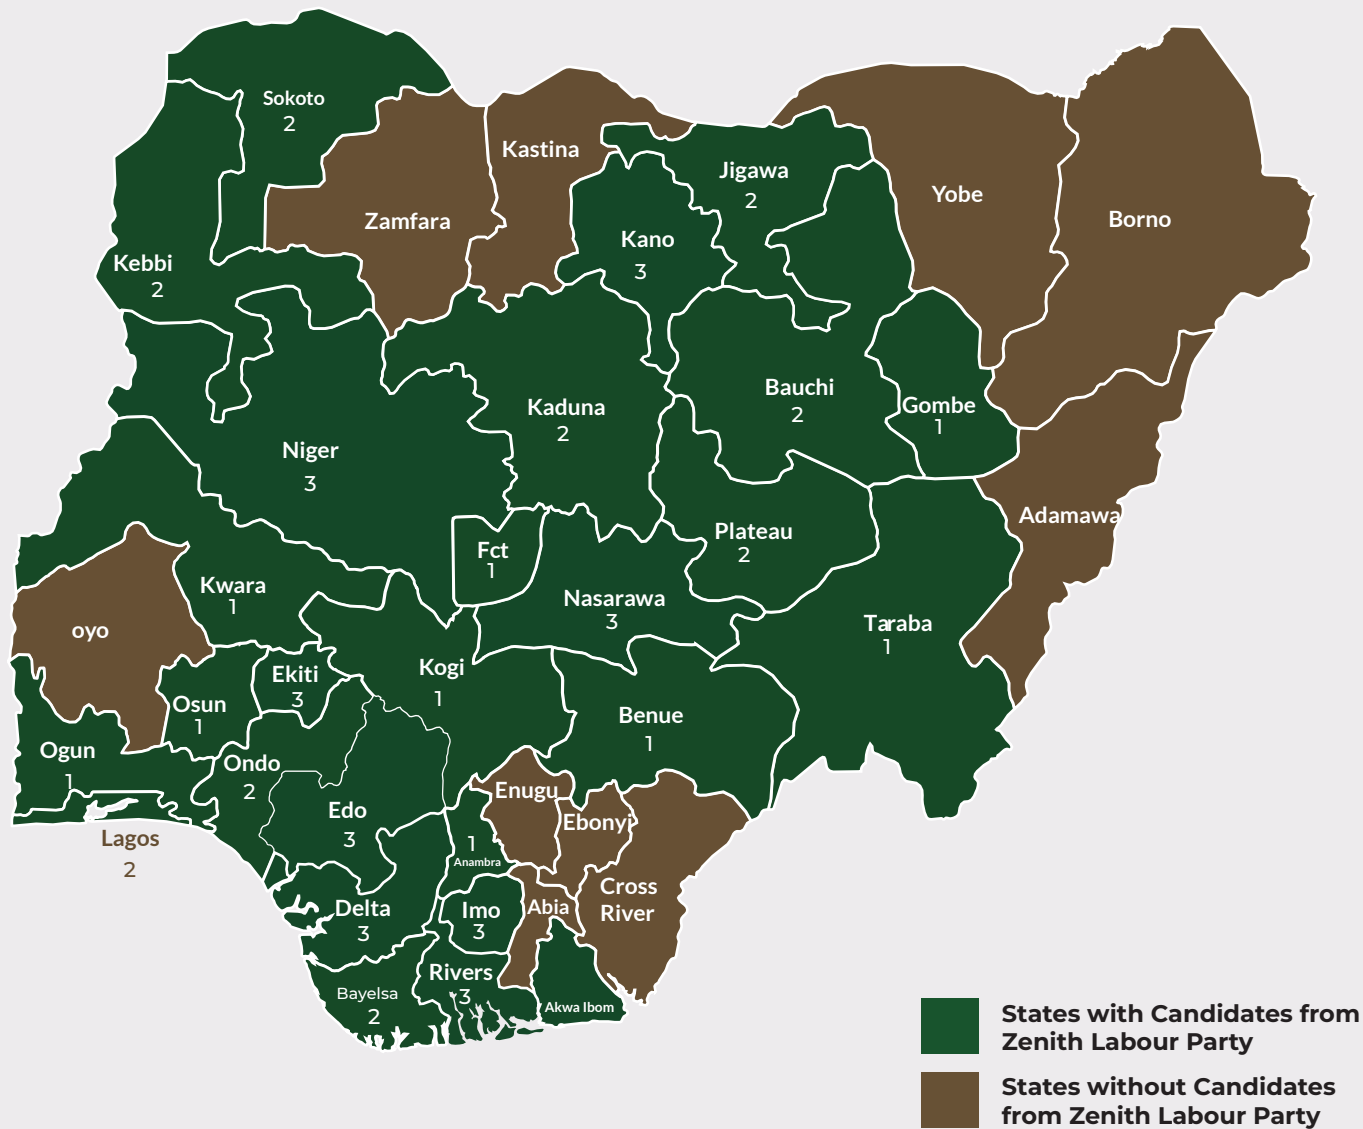 Sokoto
2
Kastina
Jigawa
2
Yobe
Borno
Zamfara
Kano
3
Kebbi
2
Bauchi
2
Gombe
1
Kaduna
2
Niger
3
Adamawa
Plateau
2
Fct
1
Kwara
1
Nasarawa
3
Taraba
1
oyo
Kogi
1
Ekiti
3
Osun
1
Benue
1
Ogun
1
Ondo
2
Enugu
Edo
3
Ebonyi
Lagos
2
1
Anambra
Cross
River
Abia
Delta
3
Imo
3
Rivers
3
Bayelsa
2
Akwa Ibom
States with Candidates from
Zenith Labour Party
States without Candidates
from Zenith Labour Party